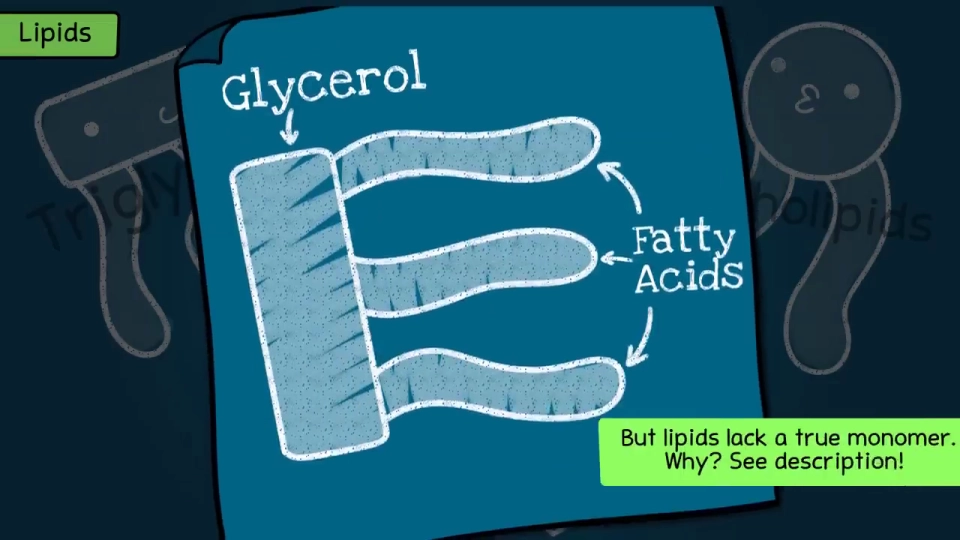 Lipids
Glycerol
Fatty
Acids
But lipids lack a true monomer.
Why? See description!